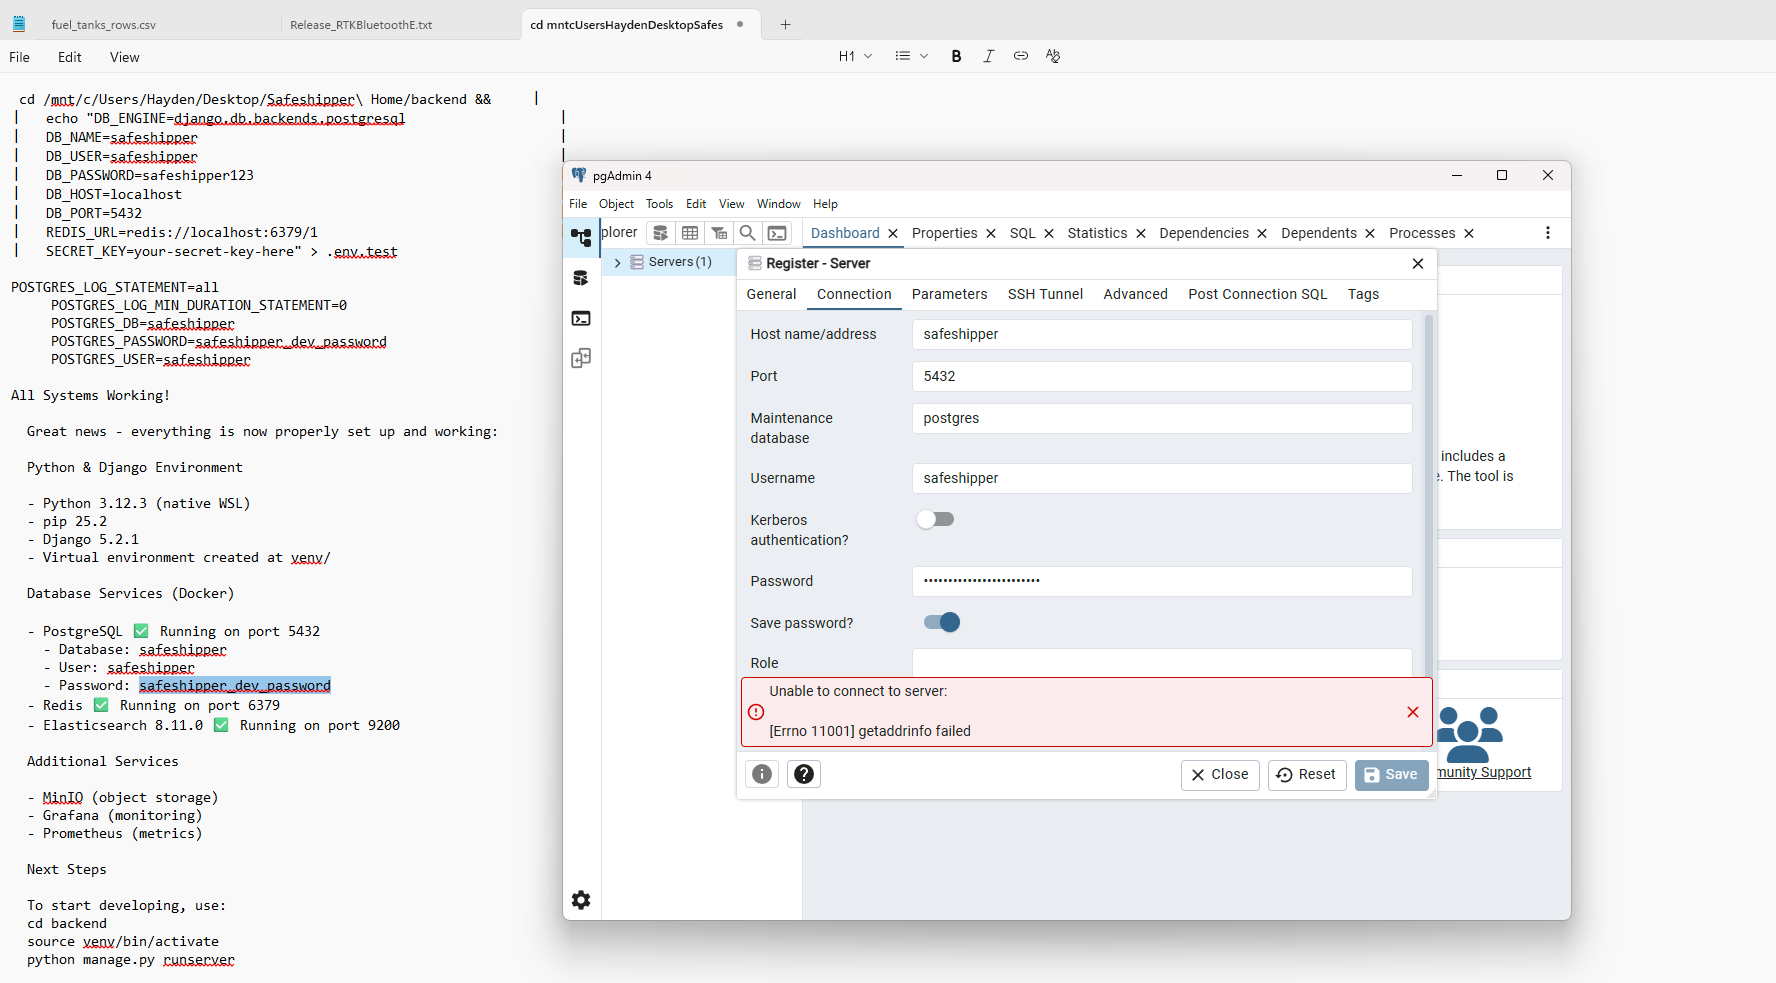 fuel_tanks_rows.csv
Release_RTKBluetoothE.txt
cd mntcUsersHaydenDesktopSafes
File
Edit
View
H1
B
I
cd /mnt/c/Users/Hayden/Desktop/Safeshipper\ Home/backend && |
| echo "DB_ENGINE=django.db.backends.postgresql |
| DB_NAME=safeshipper |
| DB_USER=safeshipper |
| DB_PASSWORD=safeshipper123
| DB_HOST=localhost
| DB_PORT=5432
| REDIS_URL=redis://localhost:6379/1
| SECRET_KEY=your-secret-key-here" > .env.test
POSTGRES_LOG_STATEMENT=all
POSTGRES_LOG_MIN_DURATION_STATEMENT=0
POSTGRES_DB=safeshipper
POSTGRES_PASSWORD=safeshipper_dev_password
POSTGRES_USER=safeshipper
All Systems Working!
Great news - everything is now properly set up and working:
Python & Django Environment
- Python 3.12.3 (native WSL)
- pip 25.2
- Django 5.2.1
- Virtual environment created at venv/
Database Services (Docker)
- PostgreSQL ✅ Running on port 5432
- Database: safeshipper
- User: safeshipper
- Password: safeshipper_dev_password
- Redis ✅ Running on port 6379
- Elasticsearch 8.11.0 ✅ Running on port 9200
Additional Services
- MinIO (object storage)
- Grafana (monitoring)
- Prometheus (metrics)
Next Steps
To start developing, use:
cd backend
source venv/bin/activate
python manage.py runserver
pgAdmin 4
File Object Tools Edit View Window Help
plorer
Dashboard
Properties
SQL
Statistics
Dependencies
Dependents
Processes
Servers (1)
Register - Server
General
Connection
Parameters
SSH Tunnel
Advanced
Post Connection SQL
Tags
Host name/address
safeshipper
Port
5432
Maintenance database
postgres
Username
safeshipper
Kerberos authentication?
Password
••••••••••••••••••••••••
Save password?
Role
Unable to connect to server:
[Errno 11001] getaddrinfo failed
Close
Reset
Save
includes a
e. The tool is
munity Support